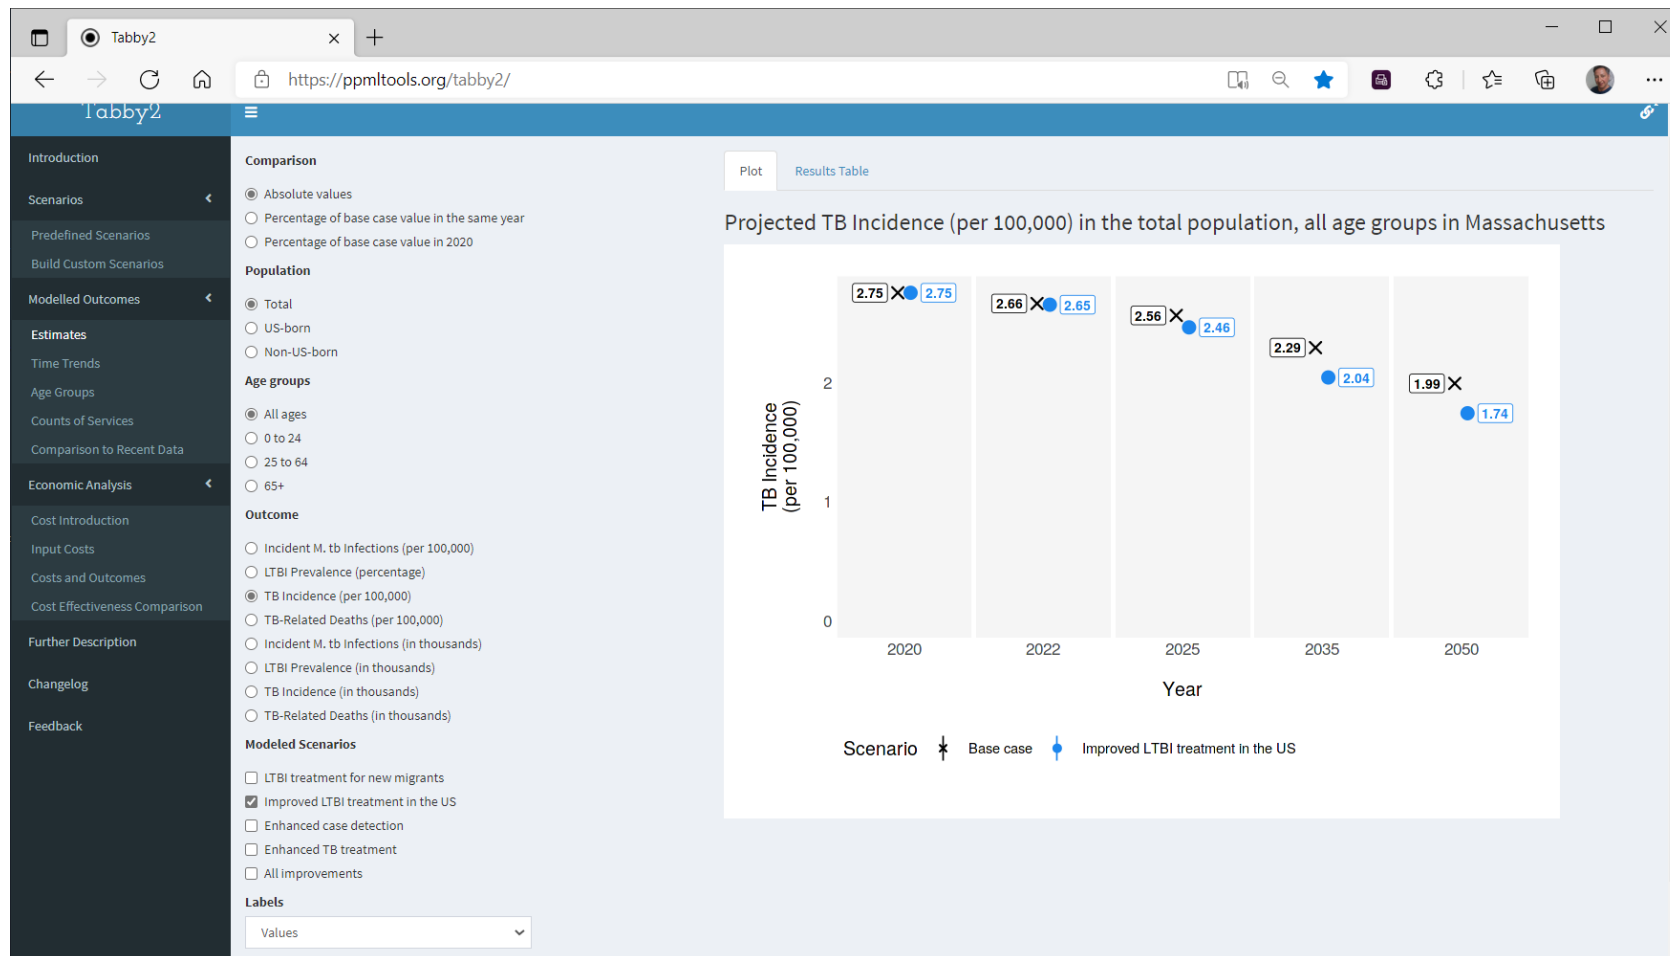 Tabby2
https://ppmltools.org/tabby2/
Tabby2
Introduction
Scenarios
Predefined Scenarios
Build Custom Scenarios
Modelled Outcomes
Estimates
Time Trends
Age Groups
Counts of Services
Comparison to Recent Data
Economic Analysis
Cost Introduction
Input Costs
Costs and Outcomes
Cost Effectiveness Comparison
Further Description
Changelog
Feedback
Comparison
Absolute values
Percentage of base case value in the same year
Percentage of base case value in 2020
Population
Total
US-born
Non-US-born
Age groups
All ages
0 to 24
25 to 64
65+
Outcome
Incident M. tb Infections (per 100,000)
LTBI Prevalence (percentage)
TB Incidence (per 100,000)
TB-Related Deaths (per 100,000)
Incident M. tb Infections (in thousands)
LTBI Prevalence (in thousands)
TB Incidence (in thousands)
TB-Related Deaths (in thousands)
Modeled Scenarios
LTBI treatment for new migrants
Improved LTBI treatment in the US
Enhanced case detection
Enhanced TB treatment
All improvements
Labels
Values
Plot Results Table
Projected TB Incidence (per 100,000) in the total population, all age groups in Massachusetts
2.75 2.75
2.66 2.65
2.56
2.46
2.29
2.04
1.99
1.74
2
1
0
TB Incidence
(per 100,000)
2020 2022 2025 2035 2050
Year
Scenario Base case Improved LTBI treatment in the US